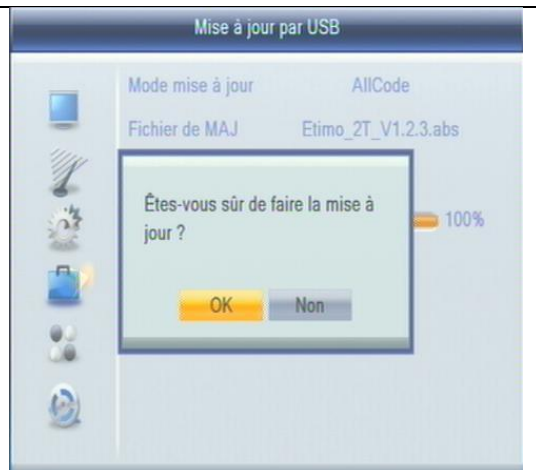 Mise à jour par USB
Mode mise à jour AllCode
Fichier de MAJ Etimo_2T_V1.2.3.abs
Êtes-vous sûr de faire la mise à
jour ?
100%
OK Non